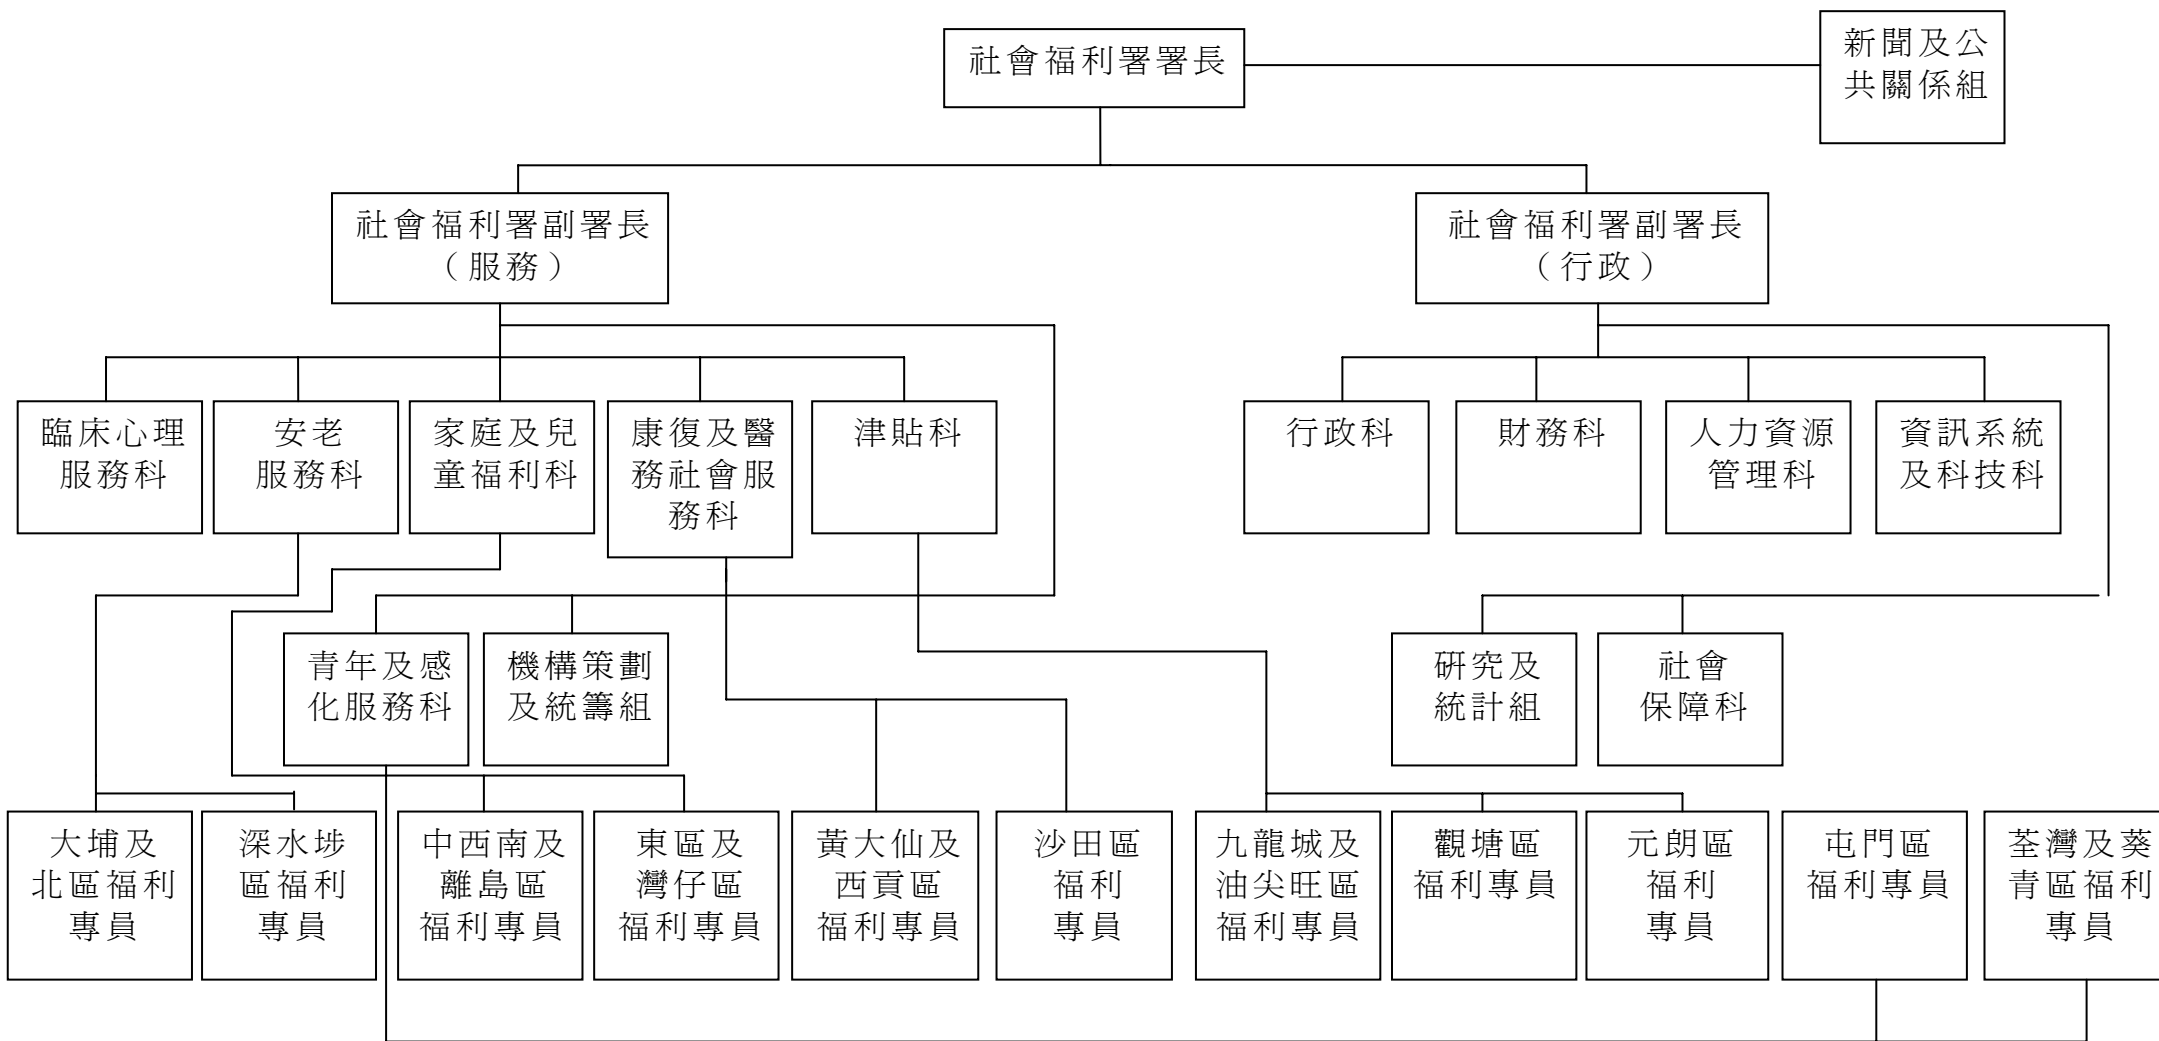 社會福利署署長
新聞及公
共關係組
社會福利署副署長
（服務）
社會福利署副署長
（行政）
臨床心理
服務科
安老
服務科
家庭及兒
童福利科
康復及醫
務社會服
務科
津貼科
行政科
財務科
人力資源
管理科
資訊系統
及科技科
青年及感
化服務科
機構策劃
及統籌組
研究及
統計組
社會
保障科
大埔及
北區福利
專員
深水埗
區福利
專員
中西南及
離島區
福利專員
東區及
灣仔區
福利專員
黃大仙及
西貢區
福利專員
沙田區
福利
專員
九龍城及
油尖旺區
福利專員
觀塘區
福利專員
元朗區
福利
專員
屯門區
福利專員
荃灣及葵
青區福利
專員